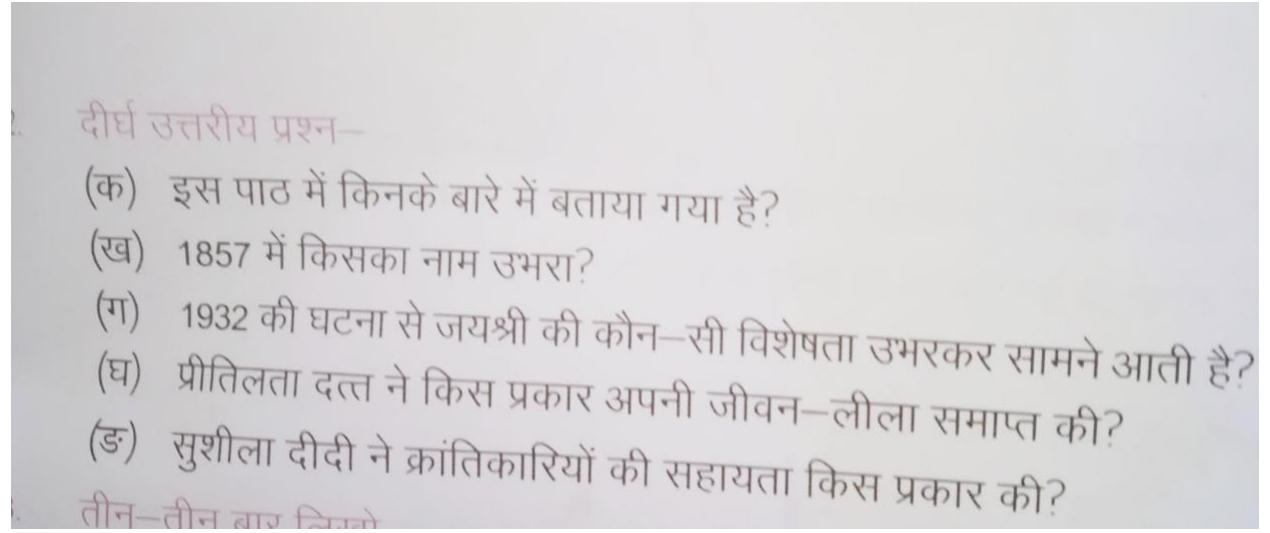 2. दीर्घ उत्तरीय प्रश्न–
(क) इस पाठ में किनके बारे में बताया गया है?
(ख) 1857 में किसका नाम उभरा?
(ग) 1932 की घटना से जयश्री की कौन–सी विशेषता उभरकर सामने आती है?
(घ) प्रीतिलता दत्त ने किस प्रकार अपनी जीवन–लीला समाप्त की?
(ङ) सुशीला दीदी ने क्रांतिकारियों की सहायता किस प्रकार की?
तीन–तीन बार लिखो